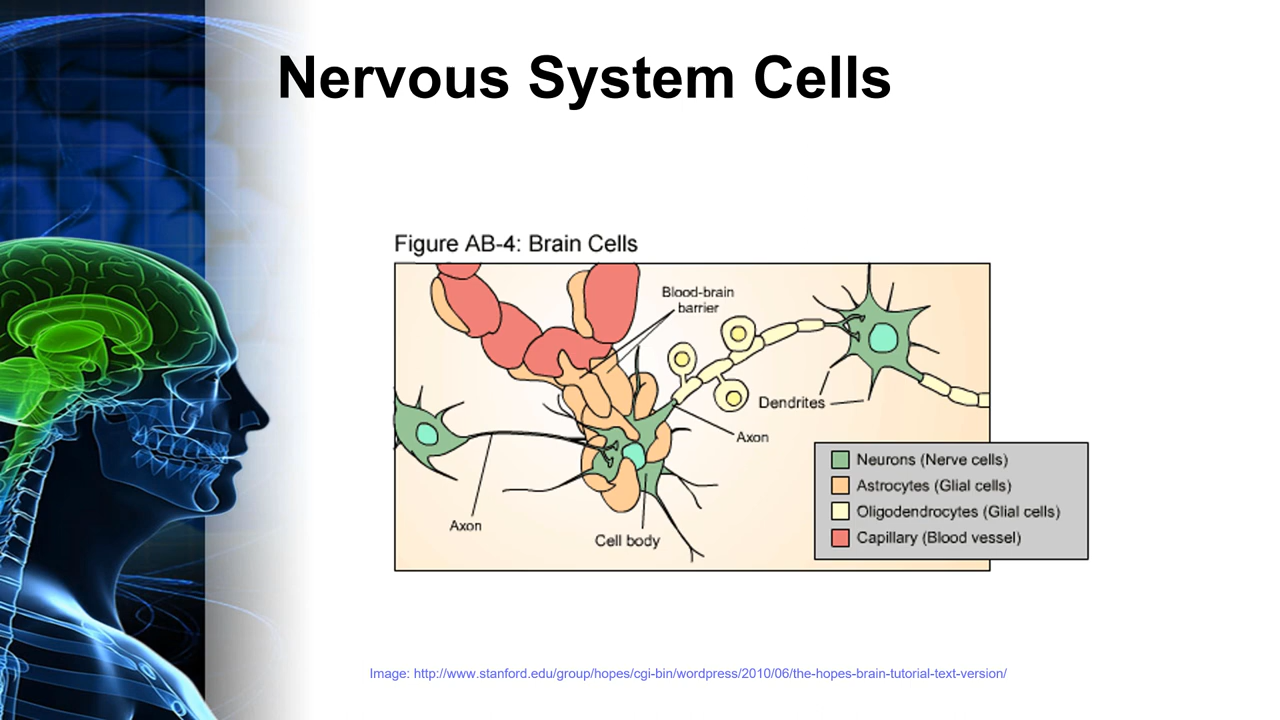 Nervous System Cells
Figure AB-4: Brain Cells
Blood-brain
barrier
Dendrites
Axon
Axon
Cell body
Neurons (Nerve cells)
Astrocytes (Glial cells)
Oligodendrocytes (Glial cells)
Capillary (Blood vessel)
Image: http://www.stanford.edu/group/hopes/cgi-bin/wordpress/2010/06/the-hopes-brain-tutorial-text-version/